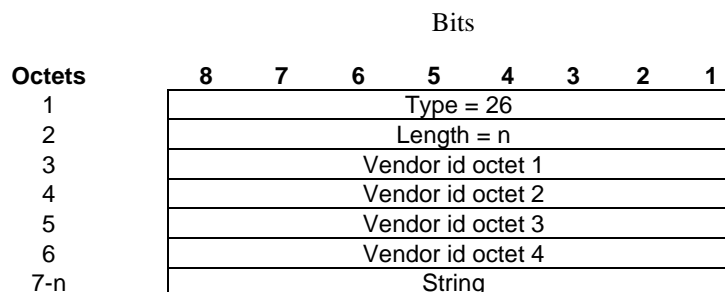 Bits
Octets 8 7 6 5 4 3 2 1
1 Type = 26
2 Length = n
3 Vendor id octet 1
4 Vendor id octet 2
5 Vendor id octet 3
6 Vendor id octet 4
7-n String